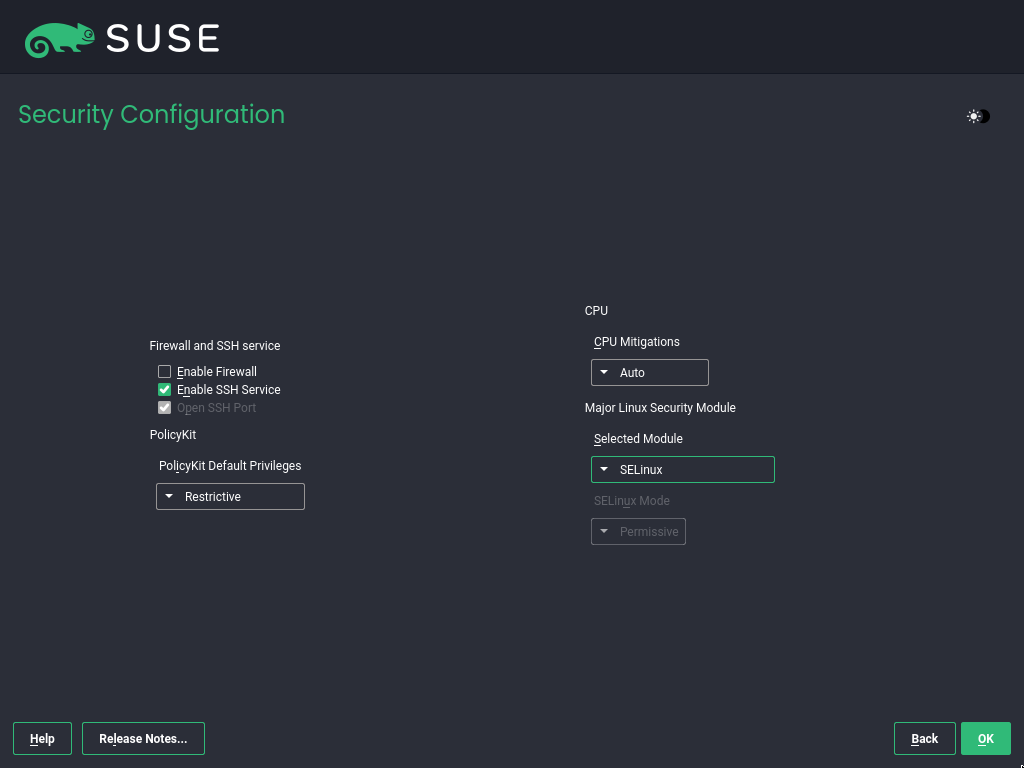 SUSE
Security Configuration
Firewall and SSH service
Enable Firewall
Enable SSH Service
Open SSH Port
PolicyKit
PolicyKit Default Privileges
Restrictive
CPU
CPU Mitigations
Auto
Major Linux Security Module
Selected Module
SELinux
SELinux Mode
Permissive
Help
Release Notes...
Back
OK